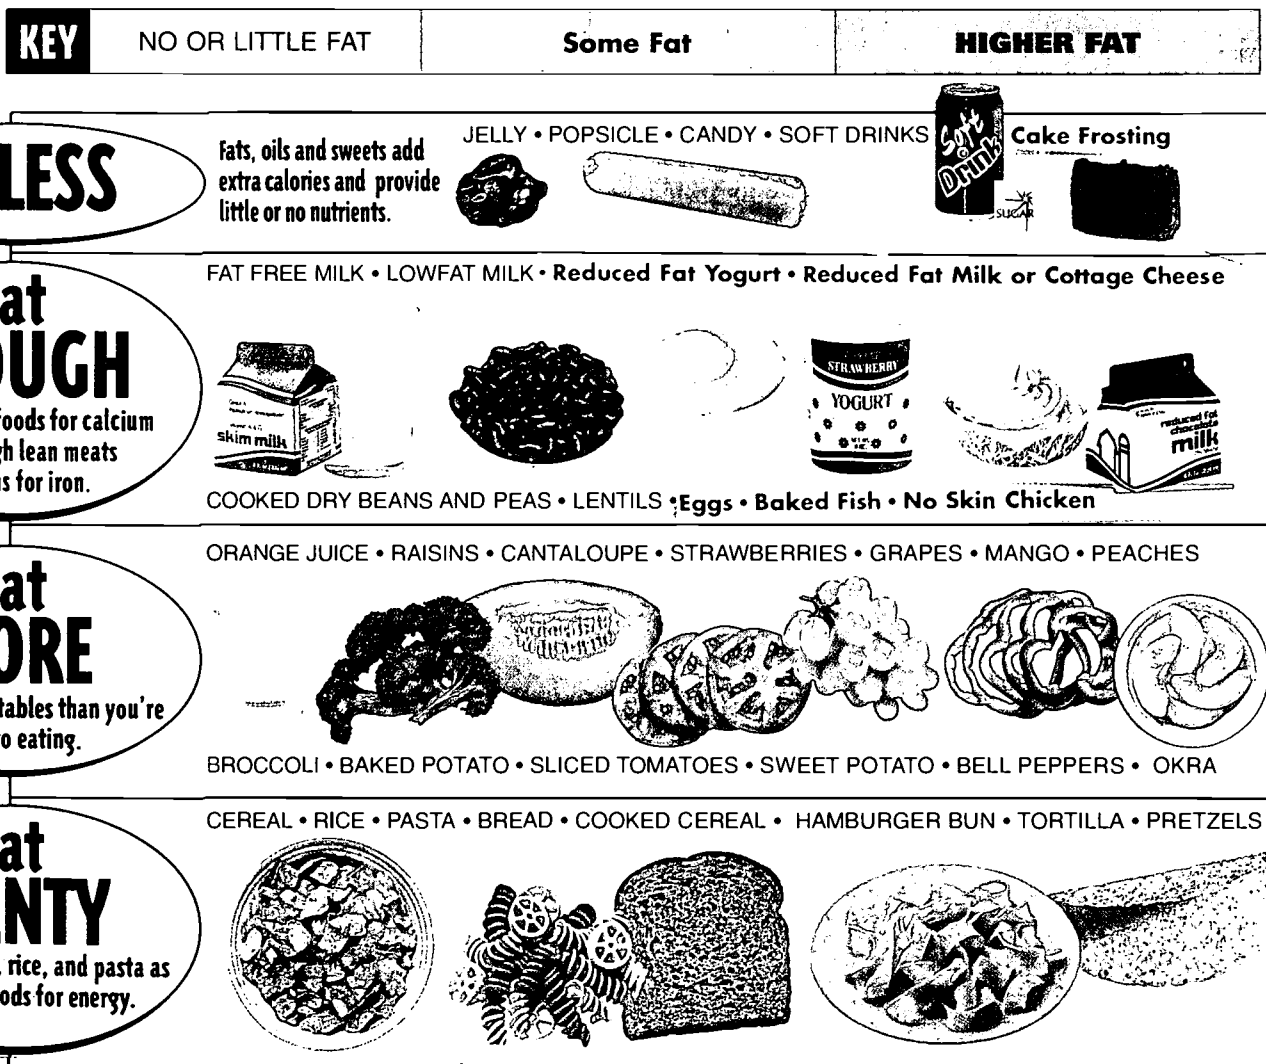 KEY NO OR LITTLE FAT Some Fat HIGHER FAT
LESS
Fats, oils and sweets add
extra calories and provide
little or no nutrients.
JELLY • POPSICLE • CANDY • SOFT DRINKS Cake Frosting
Soft
Drink
SUGAR
at
OUGH
foods for calcium
gh lean meats
s for iron.
FAT FREE MILK • LOWFAT MILK • Reduced Fat Yogurt • Reduced Fat Milk or Cottage Cheese
skim milk
STRAWBERRY
YOGURT
reduced fat
chocolate
milk
COOKED DRY BEANS AND PEAS • LENTILS • Eggs • Baked Fish • No Skin Chicken
at
ORE
tables than you're
o eating.
ORANGE JUICE • RAISINS • CANTALOUPE • STRAWBERRIES • GRAPES • MANGO • PEACHES
BROCCOLI • BAKED POTATO • SLICED TOMATOES • SWEET POTATO • BELL PEPPERS • OKRA
at
ENTY
, rice, and pasta as
ods for energy.
CEREAL • RICE • PASTA • BREAD • COOKED CEREAL • HAMBURGER BUN • TORTILLA • PRETZELS